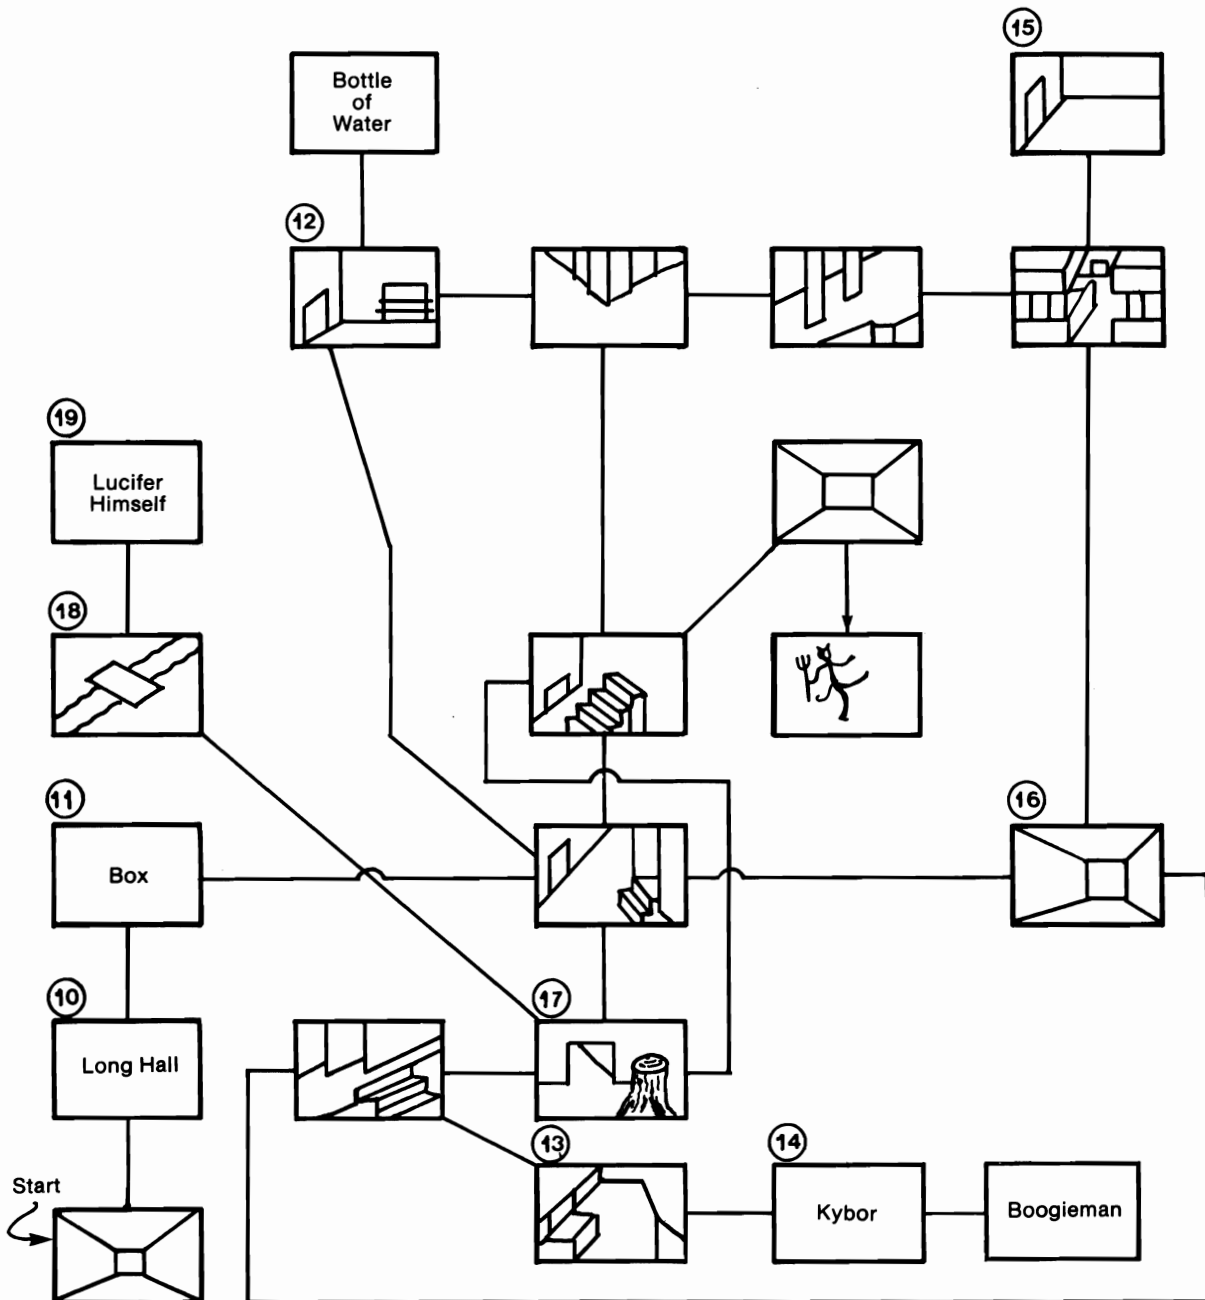 15
Bottle
of
Water
12
19
Lucifer
Himself
18
11
16
Box
10
17
Long Hall
13
14
Start
Kybor
Boogieman